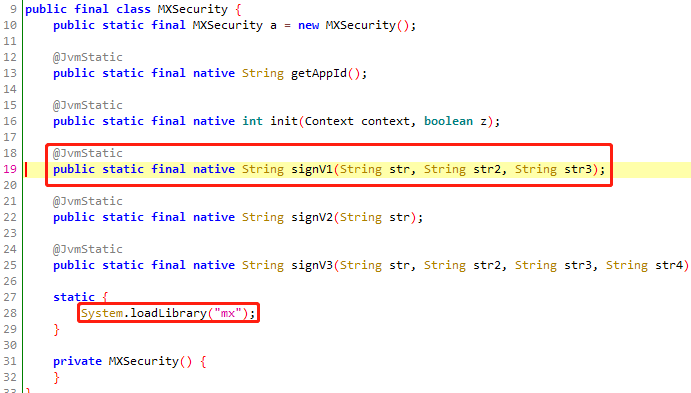 9 public final class MXSecurity {
10 public static final MXSecurity a = new MXSecurity();
11
12 @JvmStatic
13 public static final native String getAppId();
14
15 @JvmStatic
16 public static final native int init(Context context, boolean z);
17
18 @JvmStatic
19 public static final native String signV1(String str, String str2, String str3);
20
21 @JvmStatic
22 public static final native String signV2(String str);
23
24 @JvmStatic
25 public static final native String signV3(String str, String str2, String str3, String str4)
26
27 static {
28 System.loadLibrary("mx");
29 }
30
31 private MXSecurity() {
32 }
33 }